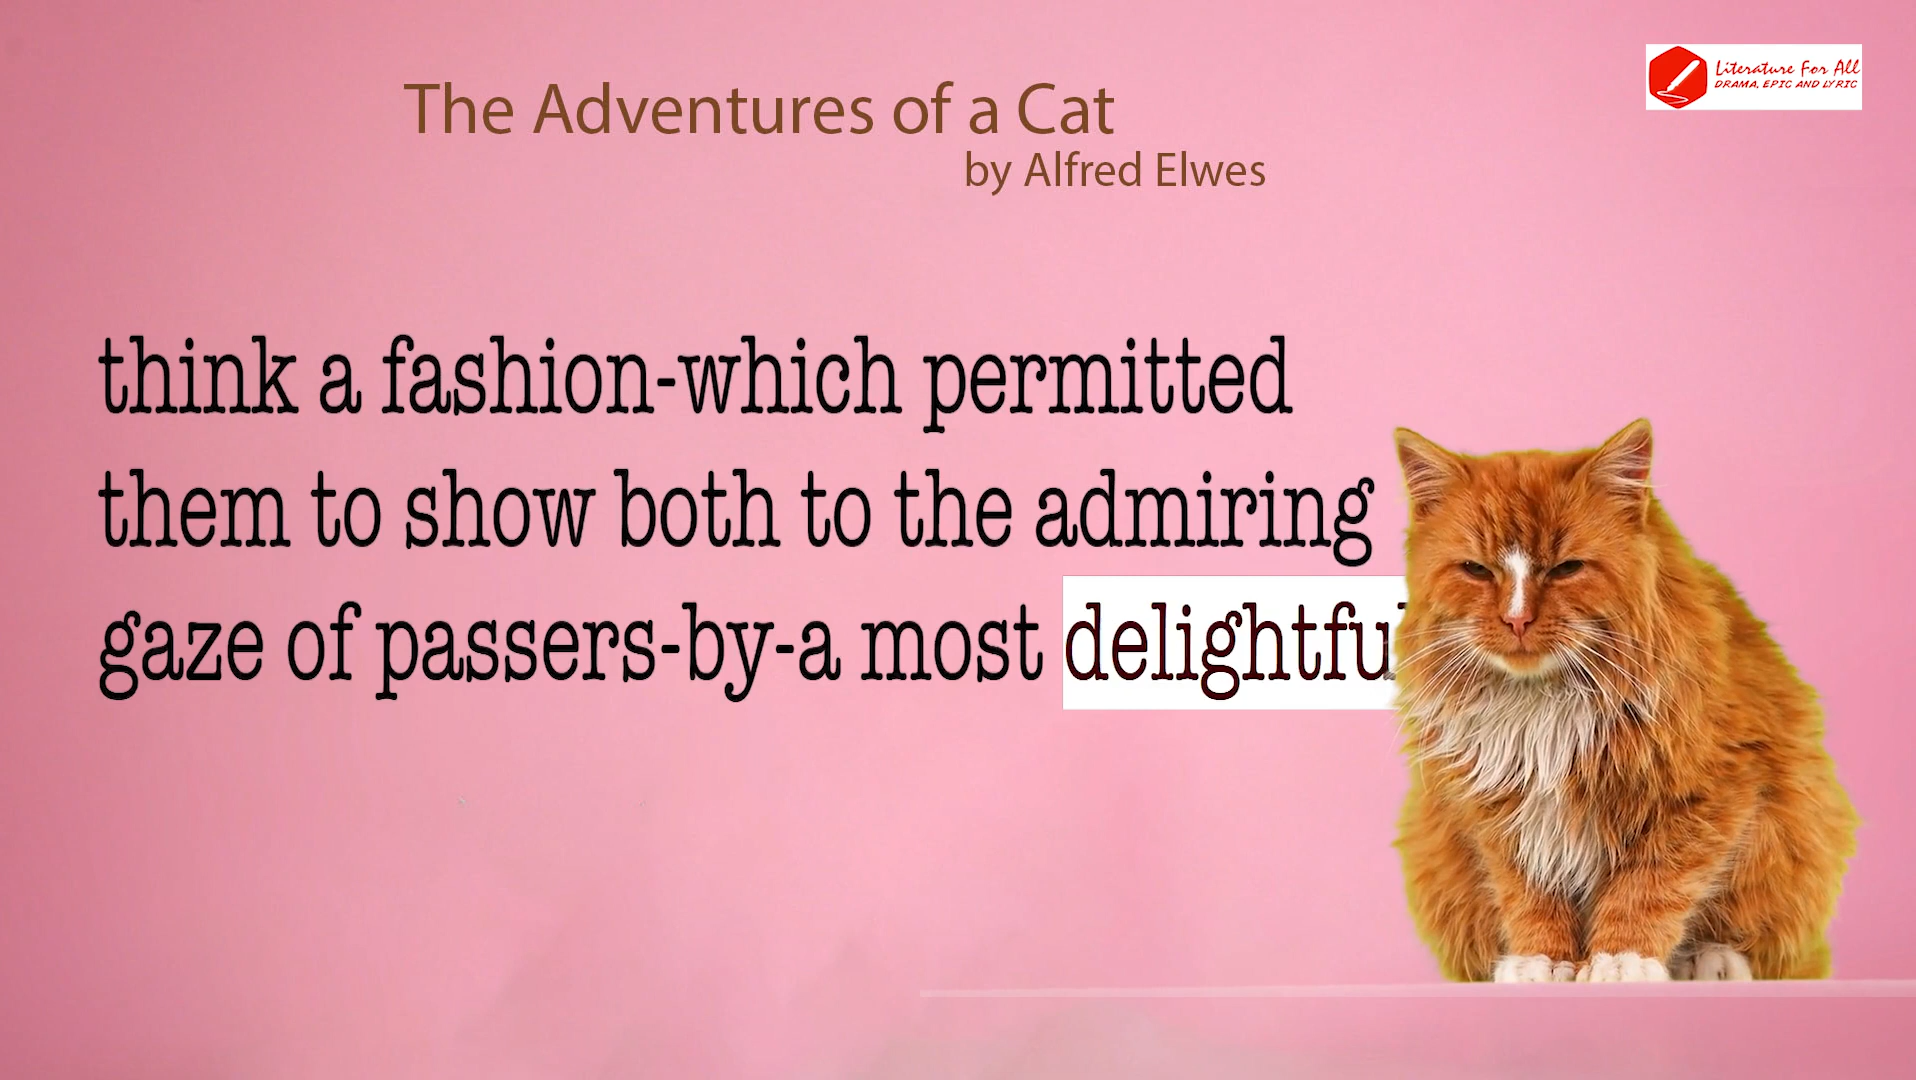 The Adventures of a Cat
by Alfred Elwes
Literature For All
DRAMA, EPIC AND LYRIC
think a fashion-which permitted
them to show both to the admiring
gaze of passers-by-a most delightful